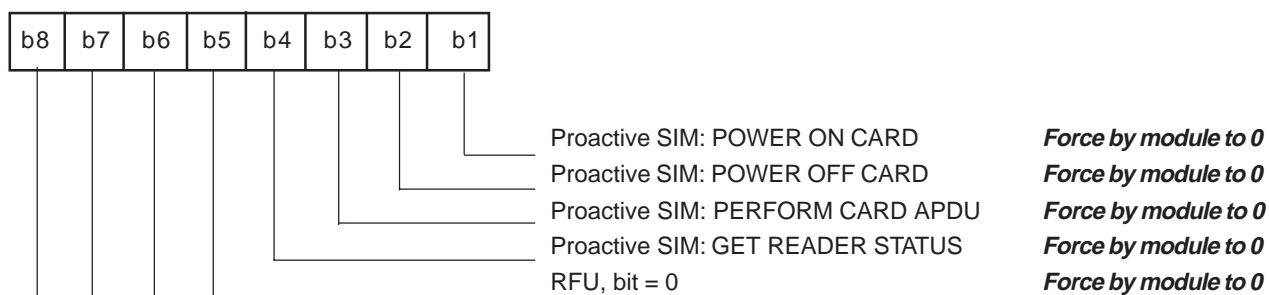 b8 b7 b6 b5 b4 b3 b2 b1
Proactive SIM: POWER ON CARD Force by module to 0
Proactive SIM: POWER OFF CARD Force by module to 0
Proactive SIM: PERFORM CARD APDU Force by module to 0
Proactive SIM: GET READER STATUS Force by module to 0
RFU, bit = 0 Force by module to 0